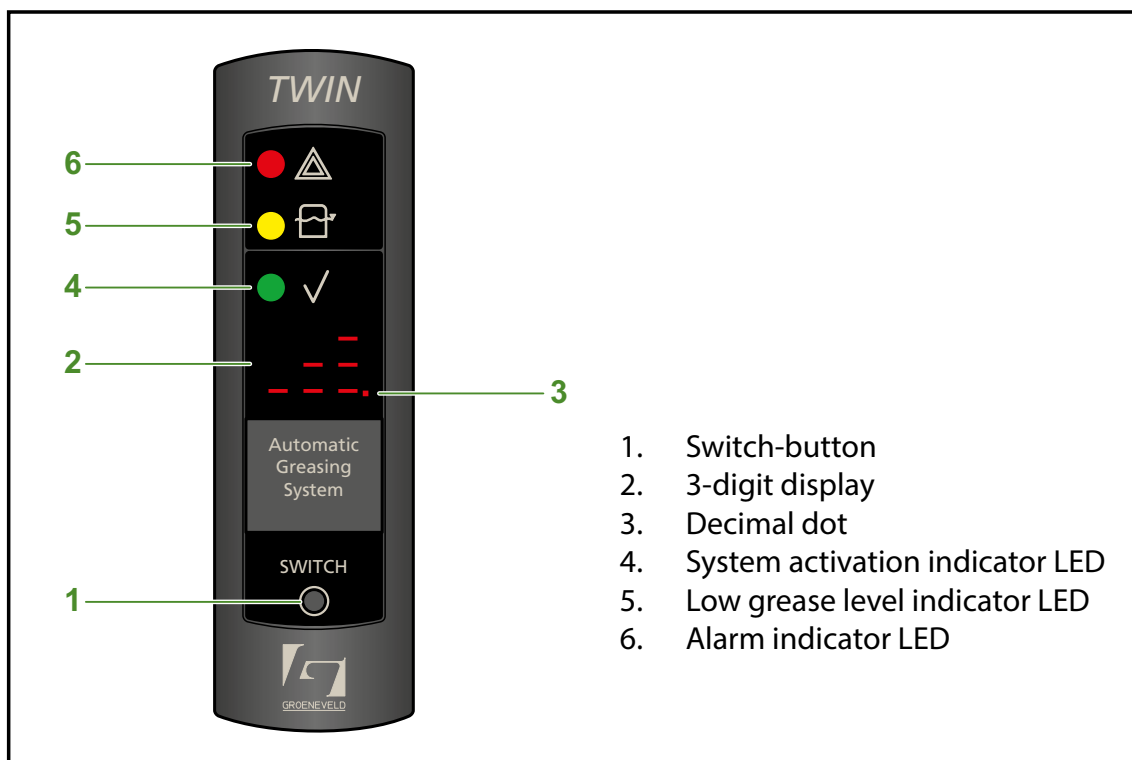 TWIN
6
5
4
2
3
Automatic
Greasing
System
SWITCH
1
GROENEVELD
1. Switch-button
2. 3-digit display
3. Decimal dot
4. System activation indicator LED
5. Low grease level indicator LED
6. Alarm indicator LED